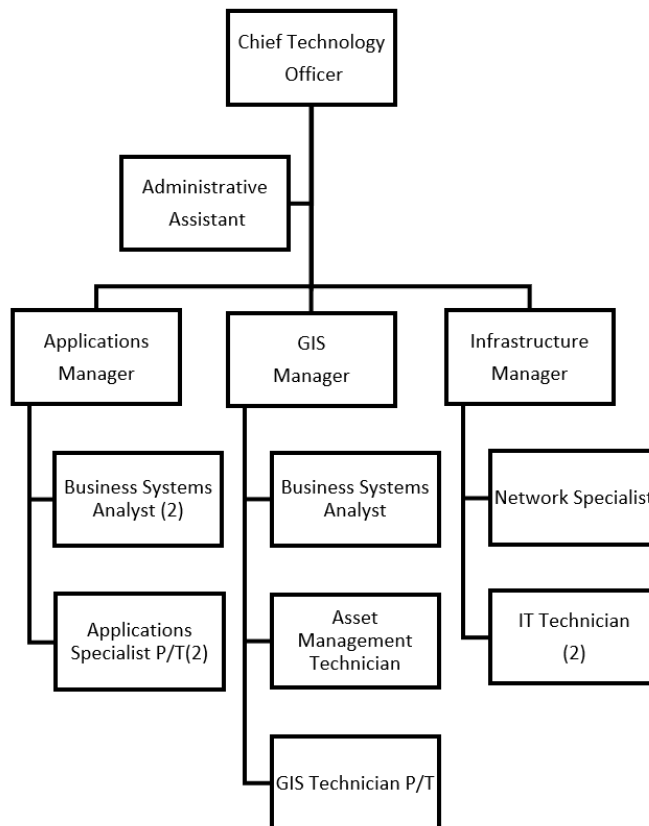 Chief Technology
Officer
Administrative
Assistant
Applications
Manager
GIS
Manager
Infrastructure
Manager
Business Systems
Analyst (2)
Business Systems
Analyst
Network Specialist
Applications
Specialist P/T(2)
Asset
Management
Technician
IT Technician
(2)
GIS Technician P/T